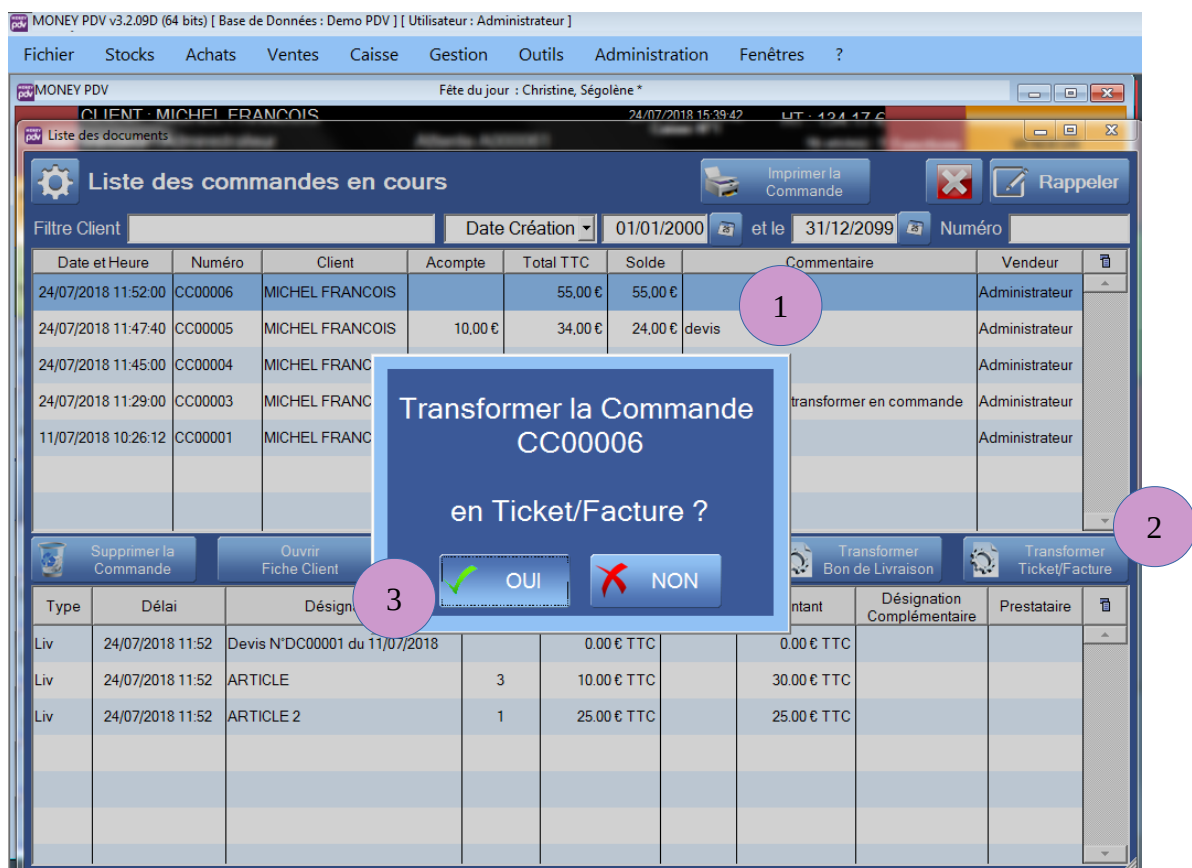 MONEY PDV v3.2.09D (64 bits) [ Base de Données : Demo PDV ] [ Utilisateur : Administrateur ]
Fichier Stocks Achats Ventes Caisse Gestion Outils Administration Fenêtres ?
MONEY PDV Fête du jour : Christine, Ségolène *
CLIENT : MICHEL FRANCOIS 24/07/2018 15:39:42 HT : 134,17 €
Liste des documents
Liste des commandes en cours Imprimer la Commande Rappeler
Filtre Client Date Création 01/01/2000 et le 31/12/2099 Numéro
Date et Heure Numéro Client Acompte Total TTC Solde Commentaire Vendeur
24/07/2018 11:52:00 CC00006 MICHEL FRANCOIS 55,00 € 55,00 € Administrateur
1
24/07/2018 11:47:40 CC00005 MICHEL FRANCOIS 10,00 € 34,00 € 24,00 € devis Administrateur
24/07/2018 11:45:00 CC00004 MICHEL FRANC Administrateur
24/07/2018 11:29:00 CC00003 MICHEL FRANC transformer en commande Administrateur
11/07/2018 10:26:12 CC00001 MICHEL FRANC Administrateur
Transformer la Commande
CC00006
en Ticket/Facture ?
OUI NON
3
2
Supprimer la Ouvrir Transformer Transformer
Commande Fiche Client Bon de Livraison Ticket/Facture
Type Délai Désign ntant Désignation Complémentaire Prestataire
Liv 24/07/2018 11:52 Devis N°DC00001 du 11/07/2018 0.00 € TTC 0.00 € TTC
Liv 24/07/2018 11:52 ARTICLE 3 10.00 € TTC 30.00 € TTC
Liv 24/07/2018 11:52 ARTICLE 2 1 25.00 € TTC 25.00 € TTC